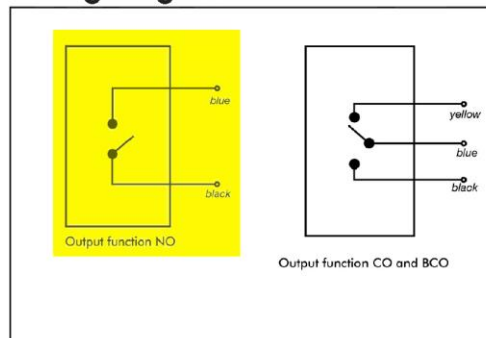 blue
black
Output function NO
yellow
blue
black
Output function CO and BCO